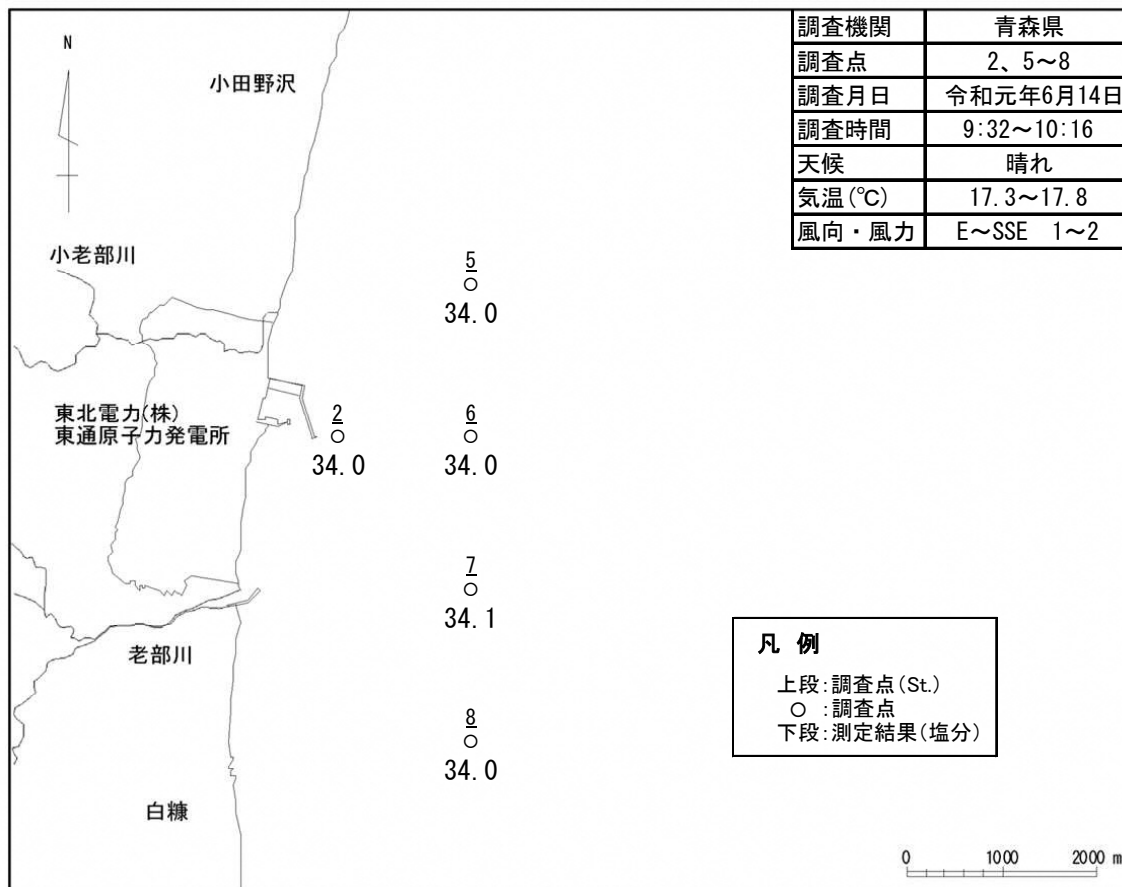 調査機関 青森県
調査点 2、5～8
調査月日 令和元年6月14日
調査時間 9:32～10:16
天候 晴れ
気温(℃) 17.3～17.8
風向・風力 E～SSE 1～2
N
小田野沢
小老部川
5
34.0
東北電力(株)
東通原子力発電所
2
34.0
6
34.0
7
34.1
老部川
8
34.0
白糠
凡 例
上段:調査点(St.)
○ :調査点
下段:測定結果(塩分)
0 1000 2000 m